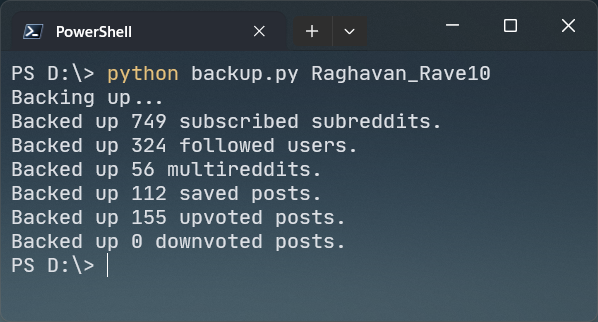 PowerShell
PS D:\> python backup.py Raghavan_Rave10
Backing up...
Backed up 749 subscribed subreddits.
Backed up 324 followed users.
Backed up 56 multireddits.
Backed up 112 saved posts.
Backed up 155 upvoted posts.
Backed up 0 downvoted posts.
PS D:\>